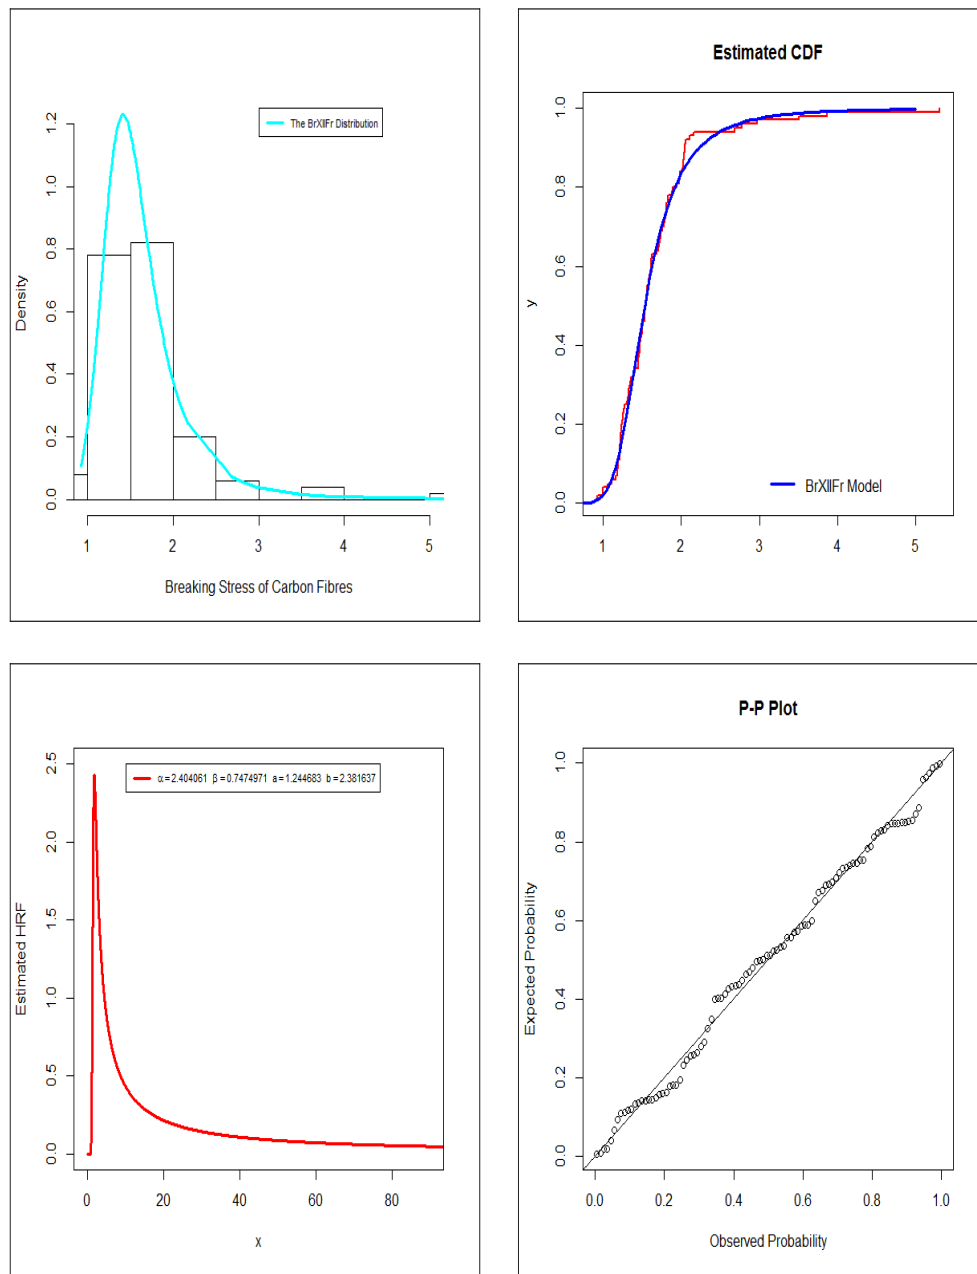 The BrXIIFr Distribution
Density
0.0 0.2 0.4 0.6 0.8 1.0 1.2
1 2 3 4 5
Breaking Stress of Carbon Fibres
Estimated CDF
y
0.0 0.2 0.4 0.6 0.8 1.0
BrXIIFr Model
1 2 3 4 5
α = 2.404061 β = 0.7474971 a = 1.244683 b = 2.381637
Estimated HRF
0.0 0.5 1.0 1.5 2.0 2.5
0 20 40 60 80
x
P-P Plot
Expected Probability
0.0 0.2 0.4 0.6 0.8 1.0
0.0 0.2 0.4 0.6 0.8 1.0
Observed Probability